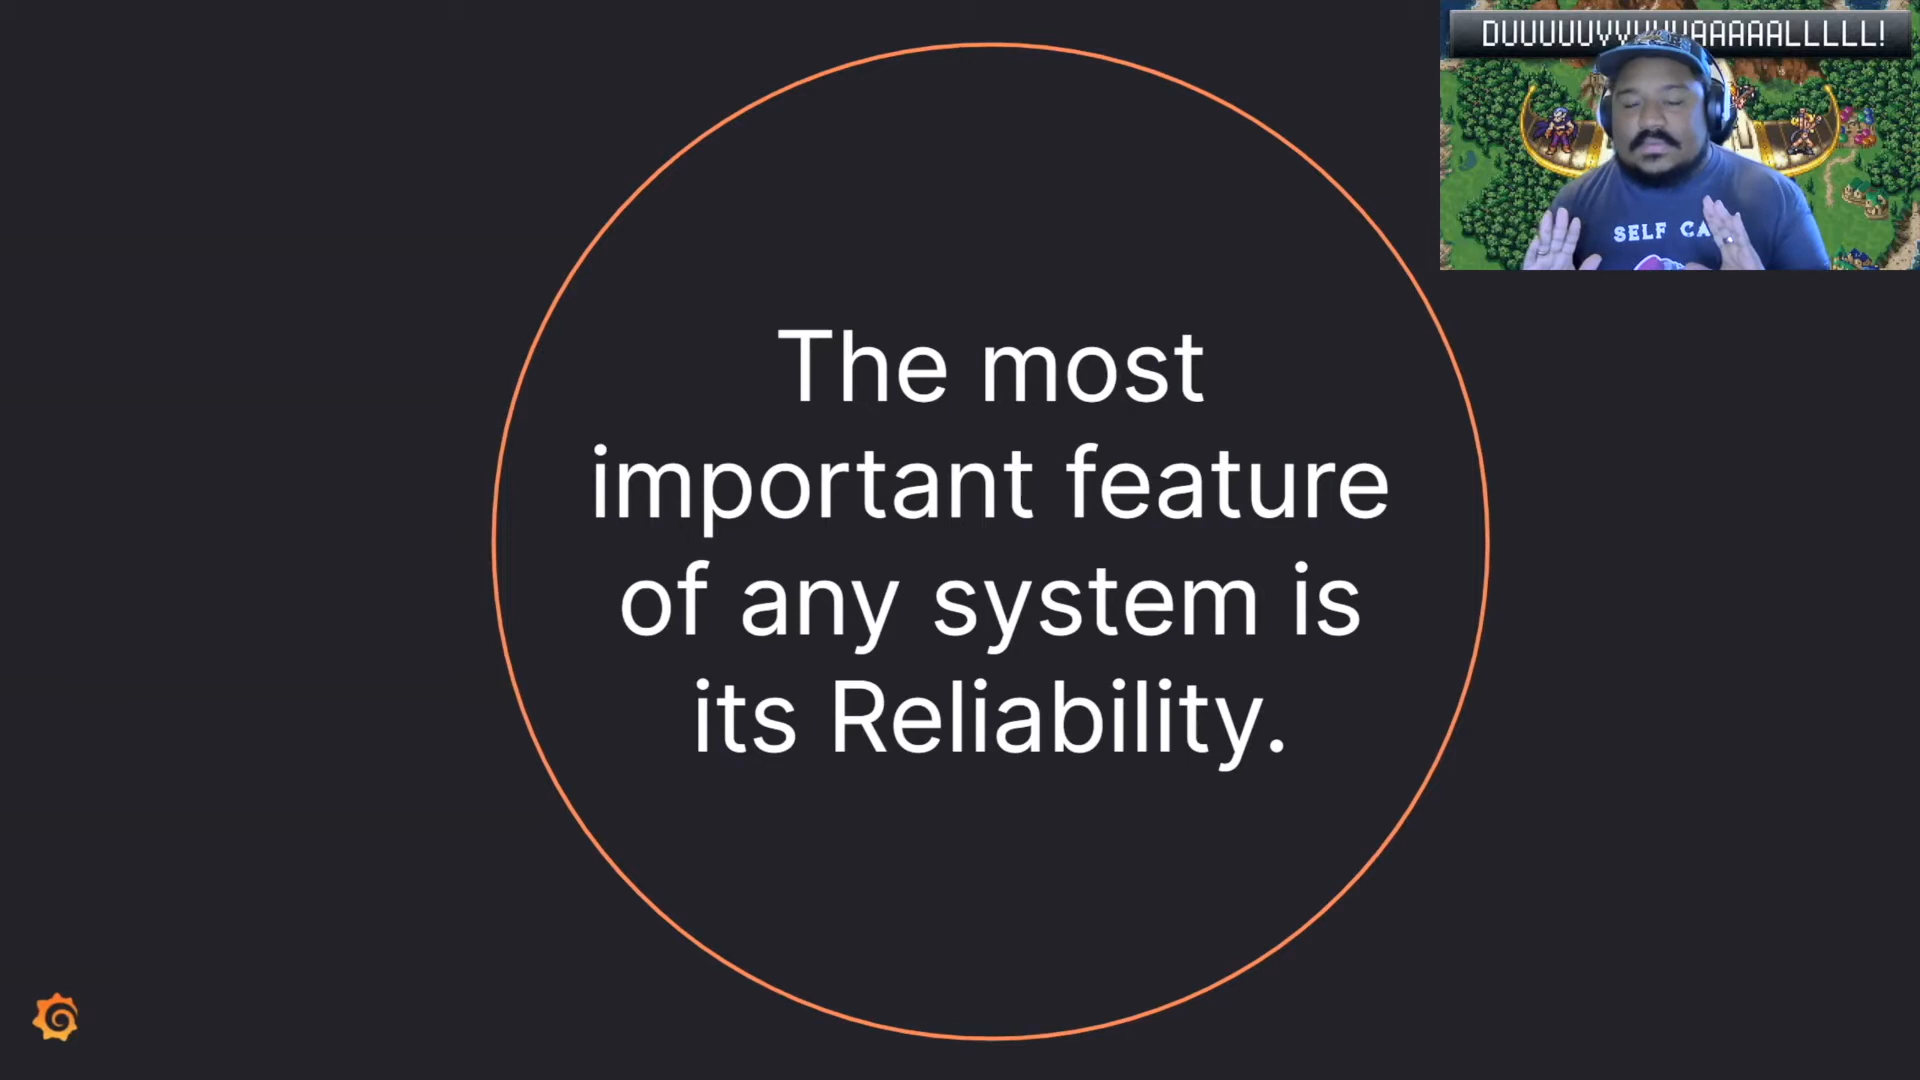 The most
important feature
of any system is
its Reliability.
SELF CA